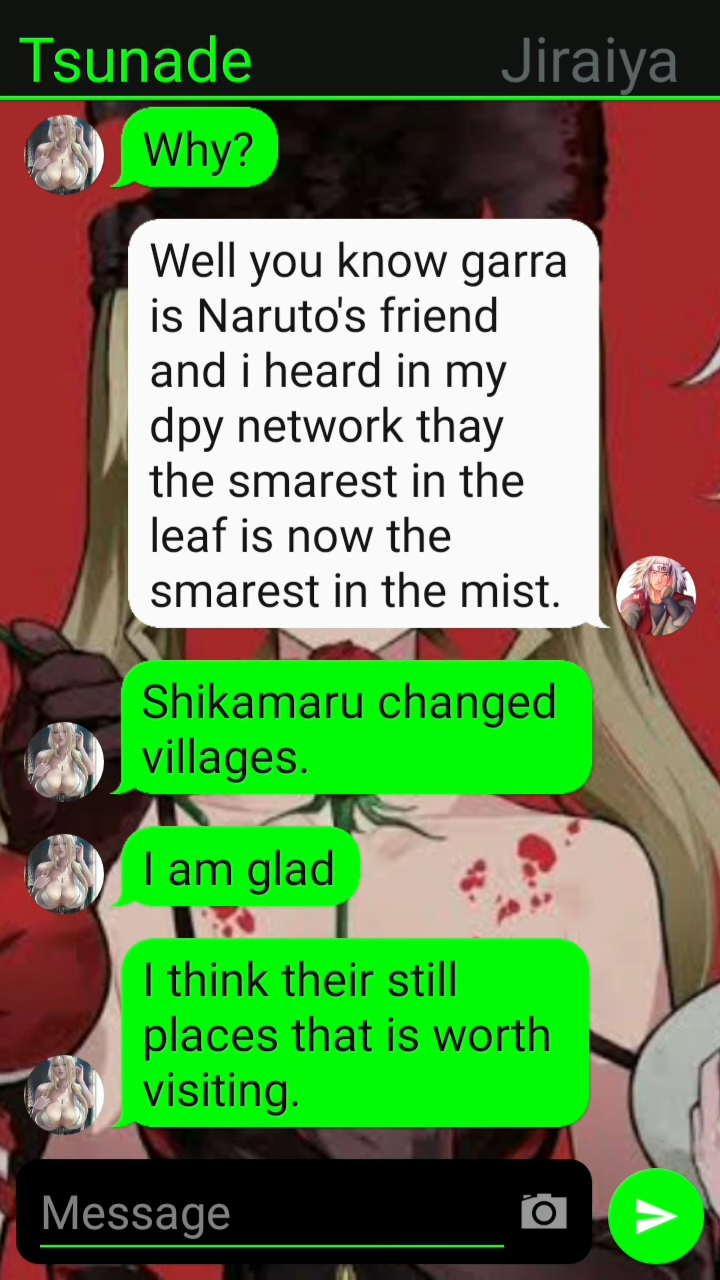 Tsunade Jiraiya
Why?
Well you know garra
is Naruto's friend
and i heard in my
dpy network thay
the smarest in the
leaf is now the
smarest in the mist.
Shikamaru changed
villages.
I am glad
I think their still
places that is worth
visiting.
Message